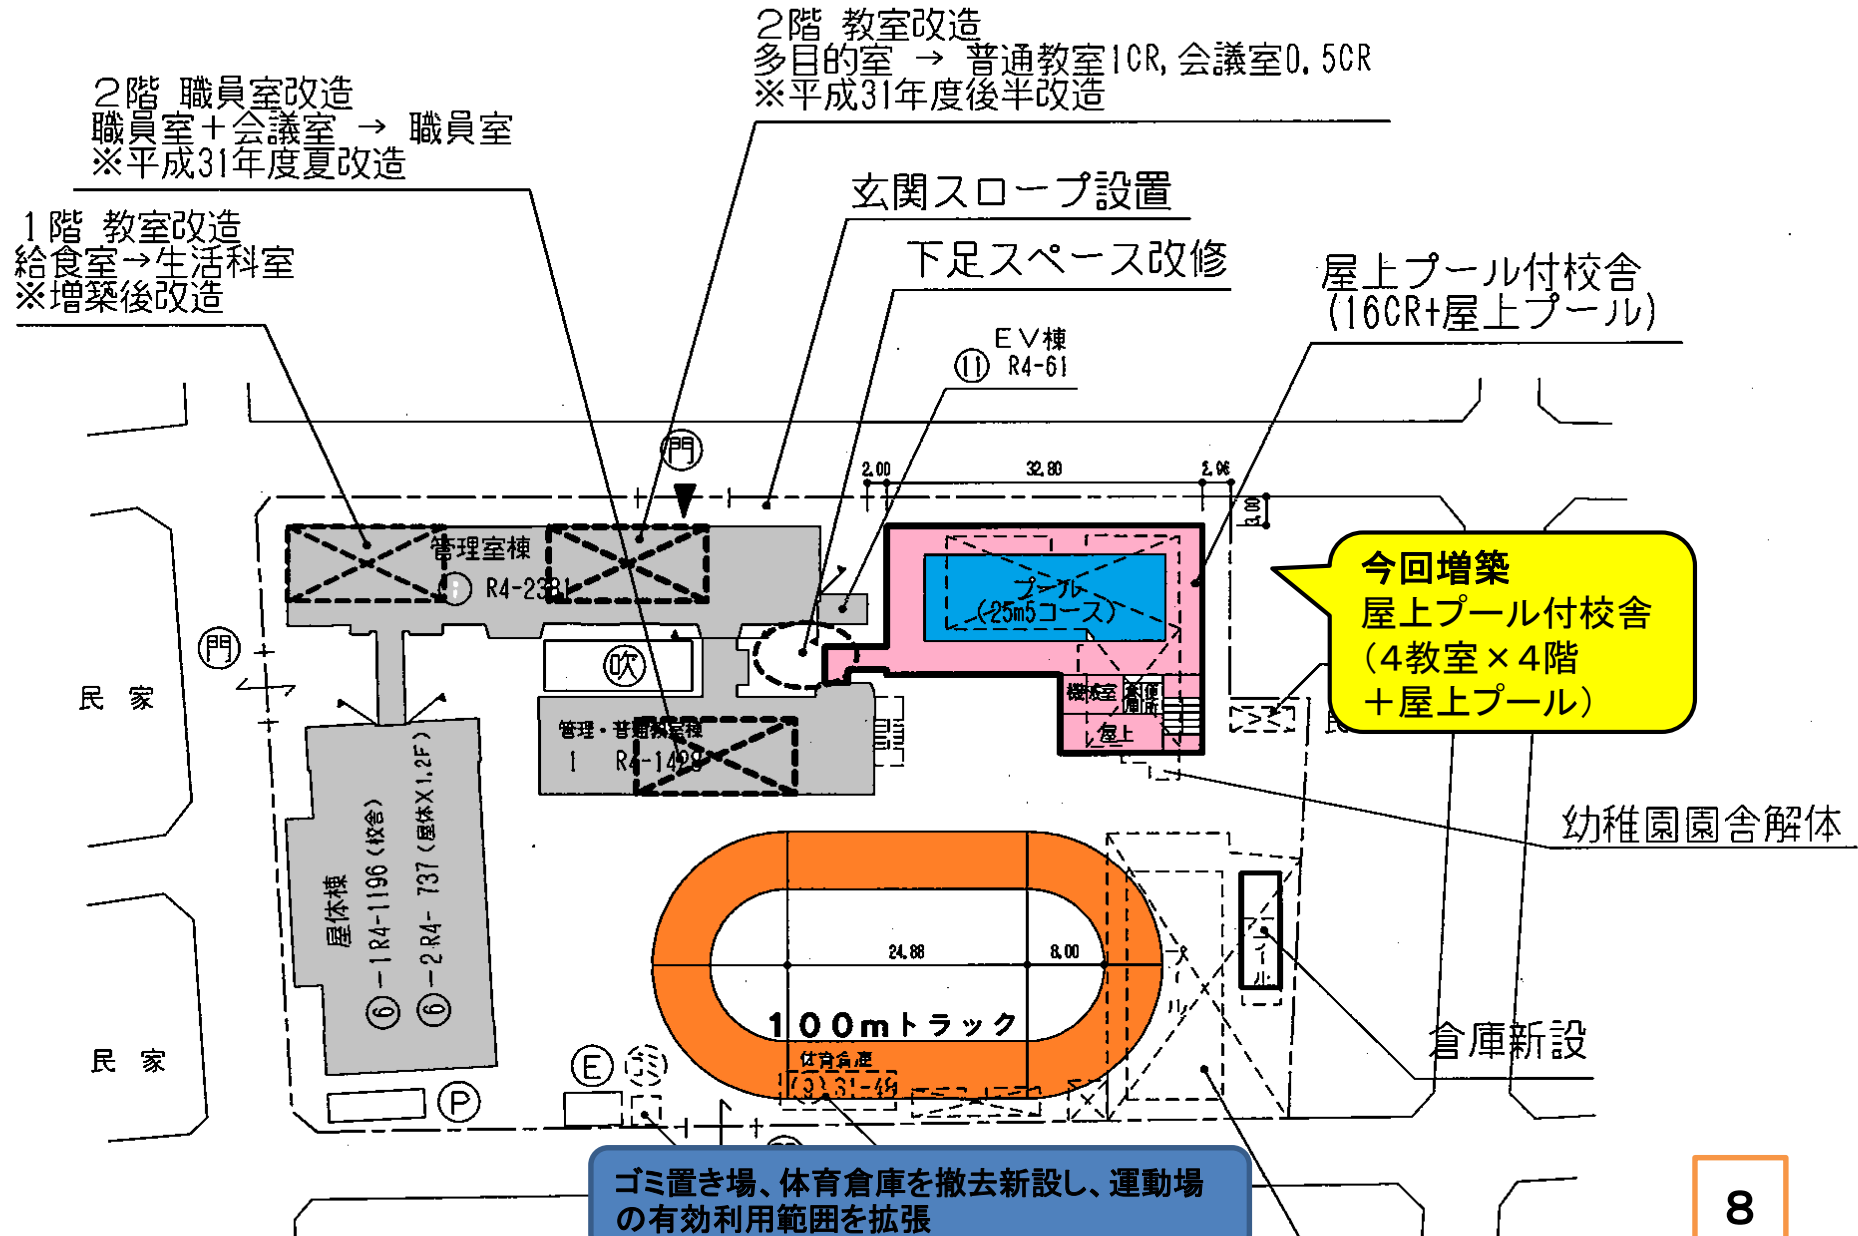 ２階 教室改造
多目的室 → 普通教室1CR, 会議室0.5CR
※平成31年度後半改造
２階 職員室改造
職員室＋会議室 → 職員室
※平成31年度夏改造
玄関スロープ設置
１階 教室改造
給食室→生活科室
※増築後改造
下足スペース改修
屋上プール付校舎
(16CR+屋上プール)
ＥＶ棟
⑪ R4-61
門
2.00
32.80
2.96
3.00
管理室棟
R4-2381
プール
(25m5コース)
今回増築
屋上プール付校舎
（４教室×４階
＋屋上プール）
門
吹
民 家
機械室
倉庫
便所
屋上
管理・普通教室棟
1 R4-1428
民
幼稚園園舎解体
屋体棟
⑥－1 R4-1196 (校舎)
⑥－2 R4- 737 (屋体×1.2F)
24.88
8.00
１００ｍトラック
体育倉庫
(9) S1-48
倉庫新設
民 家
Ⓔ
ゴミ
Ⓟ
ゴミ置き場、体育倉庫を撤去新設し、運動場
の有効利用範囲を拡張
8